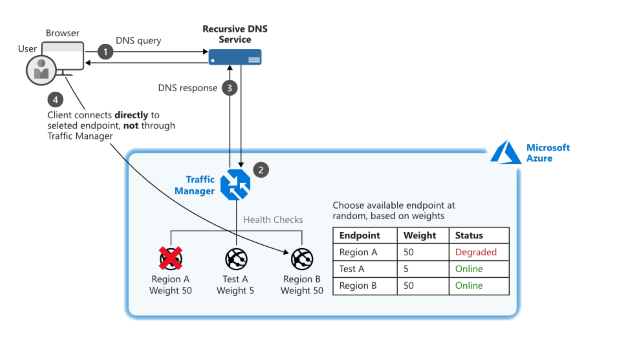 Browser
User
DNS query
1
Recursive DNS
Service
DNS response
3
4
Client connects directly to
seleted endpoint, not through
Traffic Manager
Microsoft
Azure
2
Traffic
Manager
Health Checks
Region A
Weight 50
Test A
Weight 5
Region B
Weight 50
Choose available endpoint at
random, based on weights
Endpoint Weight Status
Region A 50 Degraded
Test A 5 Online
Region B 50 Online